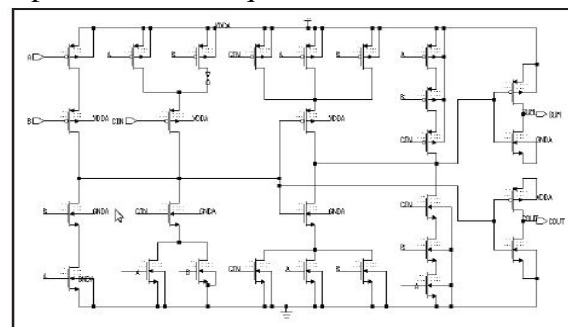 VDDA
A A B CIN A B A
B CIN VDDA VDDA VDDA B
CIN
SUM SUM
GNDA
B GNDA CIN GNDA GNDA CIN
VDDA
COUT COUT
A B CIN A B B
A GNDA A